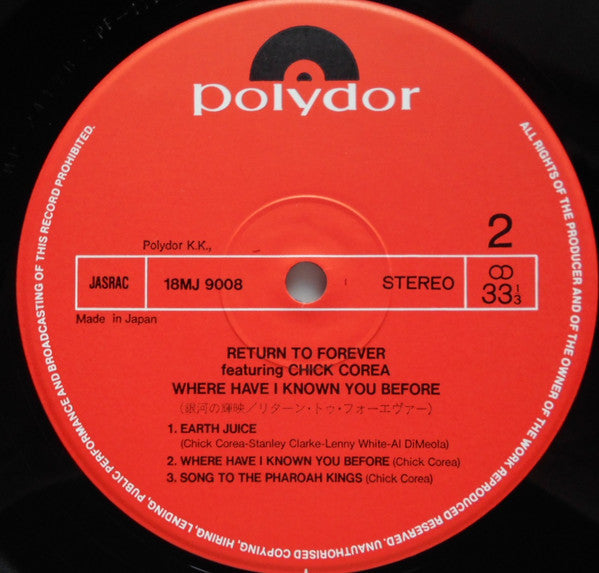 polydor
Polydor K.K.,
2
JASRAC
18MJ 9008
STEREO
33⅓
Made in Japan
RETURN TO FOREVER
featuring CHICK COREA
WHERE HAVE I KNOWN YOU BEFORE
(銀河の輝映／リターン・トゥ・フォーエヴァー)
1. EARTH JUICE
(Chick Corea-Stanley Clarke-Lenny White-Al DiMeola)
2. WHERE HAVE I KNOWN YOU BEFORE (Chick Corea)
3. SONG TO THE PHAROAH KINGS (Chick Corea)
ALL RIGHTS OF THE PRODUCER AND OF THE OWNER OF THE WORK REPRODUCED RESERVED. UNAUTHORISED COPYING, HIRING, LENDING, PUBLIC PERFORMANCE AND BROADCASTING OF THIS RECORD PROHIBITED.